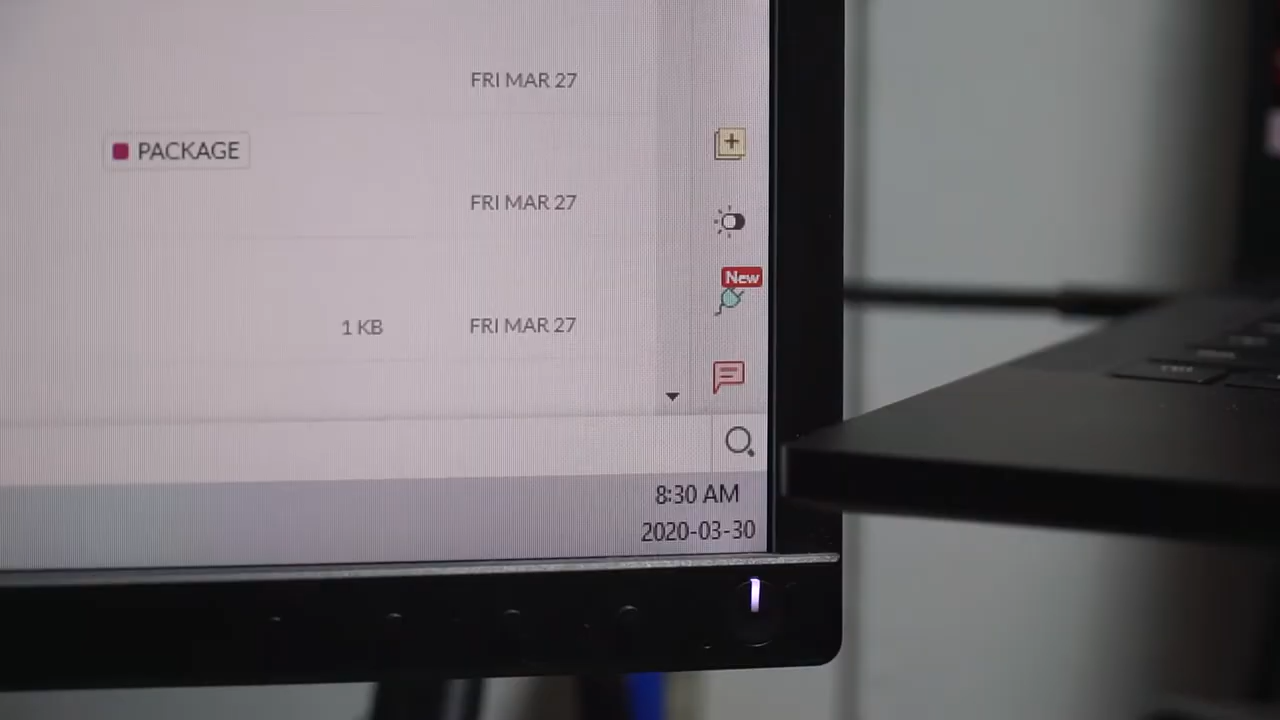 FRI MAR 27
PACKAGE
FRI MAR 27
New
1 KB
FRI MAR 27
8:30 AM
2020-03-30